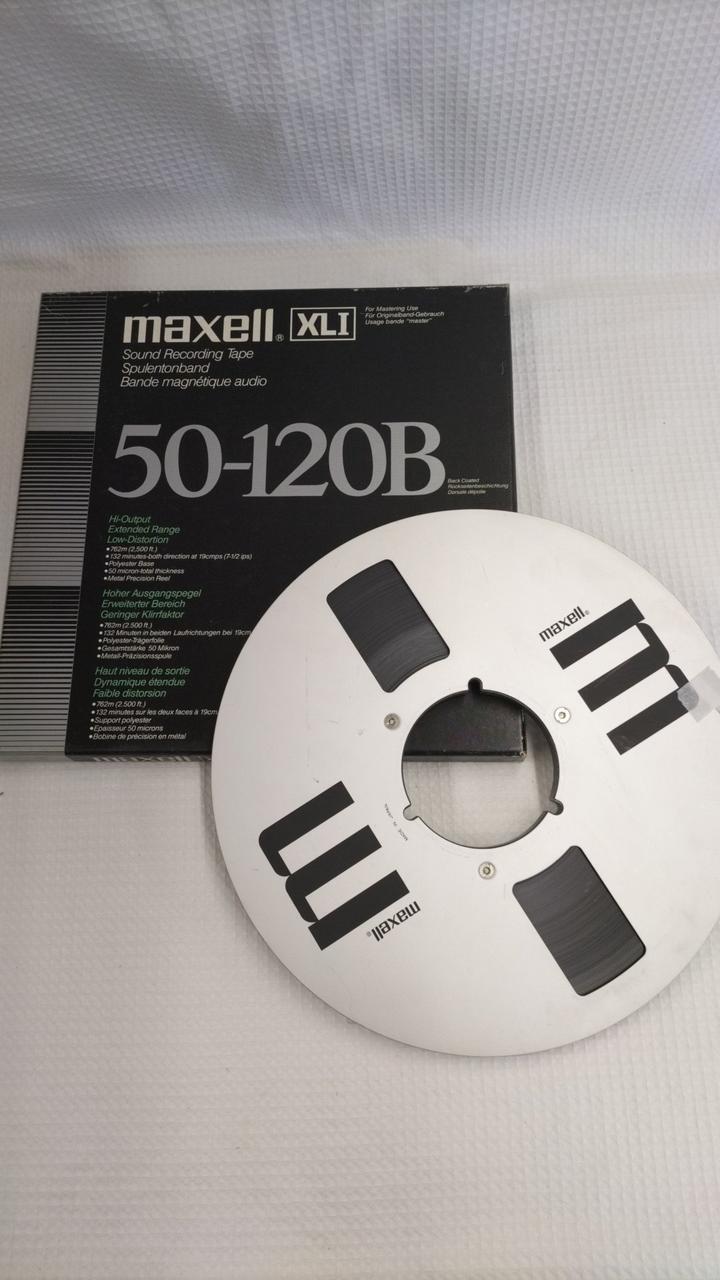 maxell® XLI
For Mastering Use
Für Originalband-Gebrauch
Usage bande "master"
Sound Recording Tape
Spulentonband
Bande magnétique audio
50-120B
Back Coated
Rückseitenbeschichtung
Dorsale dépolie
Hi-Output
Extended Range
Low-Distortion
•762m (2,500 ft.)
•132 minutes-both direction at 19cmps (7-1/2 ips)
•Polyester Base
•50 micron-total thickness
•Metal Precision Reel
Hoher Ausgangspegel
Erweiterter Bereich
Geringer Klirrfaktor
•762m (2.500 ft.)
•132 Minuten in beiden Laufrichtungen bei 19cm
•Polyester-Trägerfolie
•Gesamtstärke 50 Mikron
•Metall-Präzisionsspule
Haut niveau de sortie
Dynamique étendue
Faible distorsion
•762m (2.500 ft.)
•132 minutes sur les deux faces à 19cm
•Support polyester
•Epaisseur 50 microns
•Bobine de précision en métal
maxell®
m
MADE IN JAPAN
m
maxell®